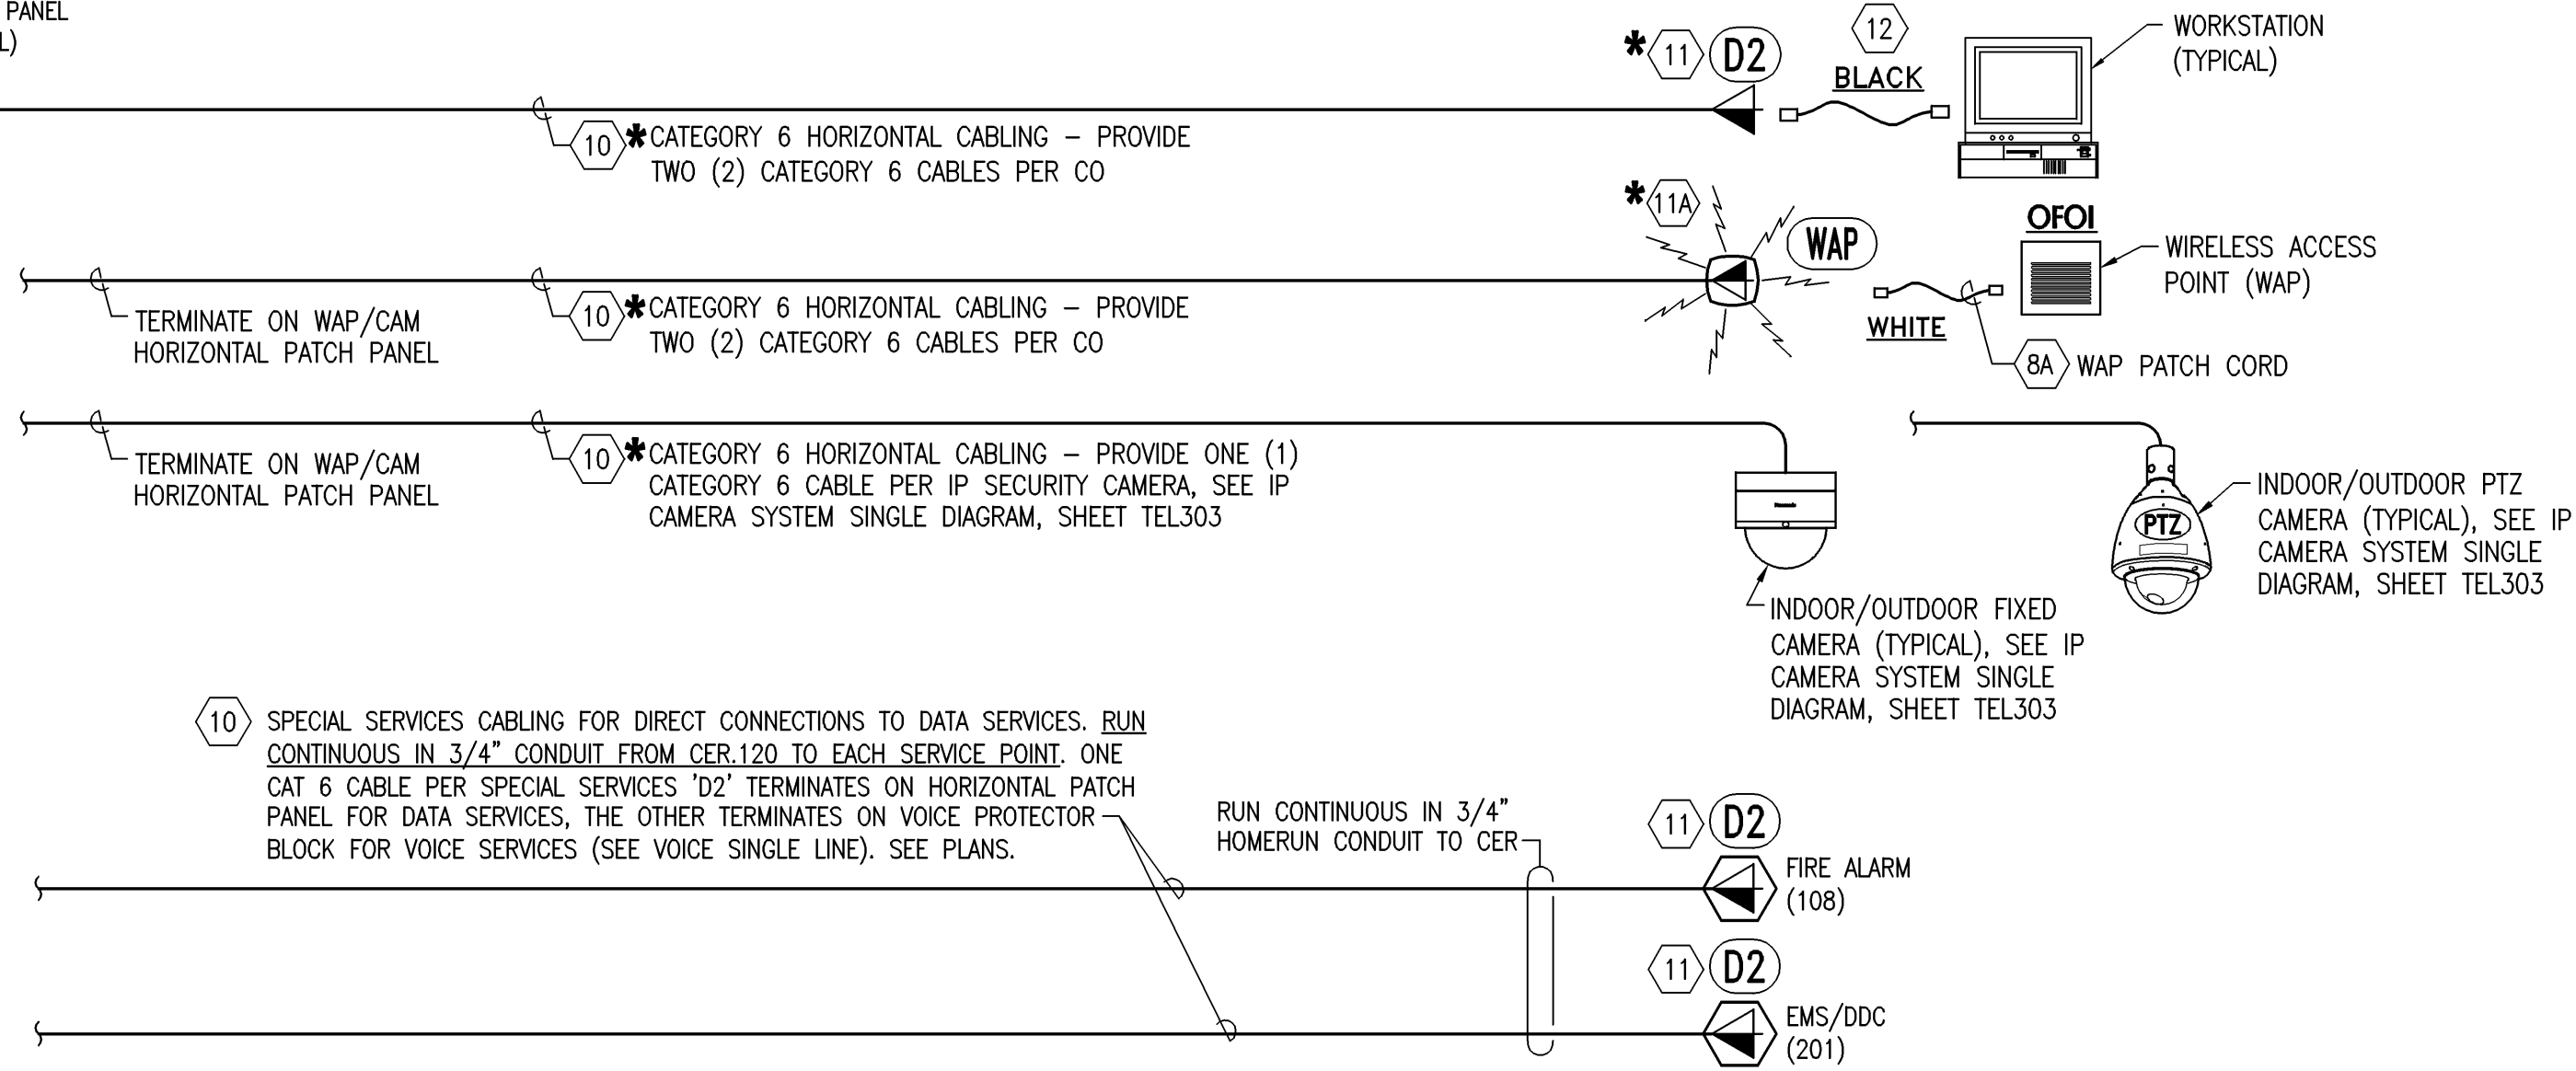 PANEL
L)
* 11 D2
12
BLACK
WORKSTATION
(TYPICAL)
10 * CATEGORY 6 HORIZONTAL CABLING – PROVIDE
TWO (2) CATEGORY 6 CABLES PER CO
* 11A
WAP
OFOI
WIRELESS ACCESS
POINT (WAP)
TERMINATE ON WAP/CAM
HORIZONTAL PATCH PANEL
10 * CATEGORY 6 HORIZONTAL CABLING – PROVIDE
TWO (2) CATEGORY 6 CABLES PER CO
WHITE
8A WAP PATCH CORD
TERMINATE ON WAP/CAM
HORIZONTAL PATCH PANEL
10 * CATEGORY 6 HORIZONTAL CABLING – PROVIDE ONE (1)
CATEGORY 6 CABLE PER IP SECURITY CAMERA, SEE IP
CAMERA SYSTEM SINGLE DIAGRAM, SHEET TEL303
PTZ
INDOOR/OUTDOOR PTZ
CAMERA (TYPICAL), SEE IP
CAMERA SYSTEM SINGLE
DIAGRAM, SHEET TEL303
INDOOR/OUTDOOR FIXED
CAMERA (TYPICAL), SEE IP
CAMERA SYSTEM SINGLE
DIAGRAM, SHEET TEL303
10 SPECIAL SERVICES CABLING FOR DIRECT CONNECTIONS TO DATA SERVICES. RUN
CONTINUOUS IN 3/4" CONDUIT FROM CER.120 TO EACH SERVICE POINT. ONE
CAT 6 CABLE PER SPECIAL SERVICES 'D2' TERMINATES ON HORIZONTAL PATCH
PANEL FOR DATA SERVICES, THE OTHER TERMINATES ON VOICE PROTECTOR
BLOCK FOR VOICE SERVICES (SEE VOICE SINGLE LINE). SEE PLANS.
RUN CONTINUOUS IN 3/4"
HOMERUN CONDUIT TO CER
11 D2
FIRE ALARM
(108)
11 D2
EMS/DDC
(201)